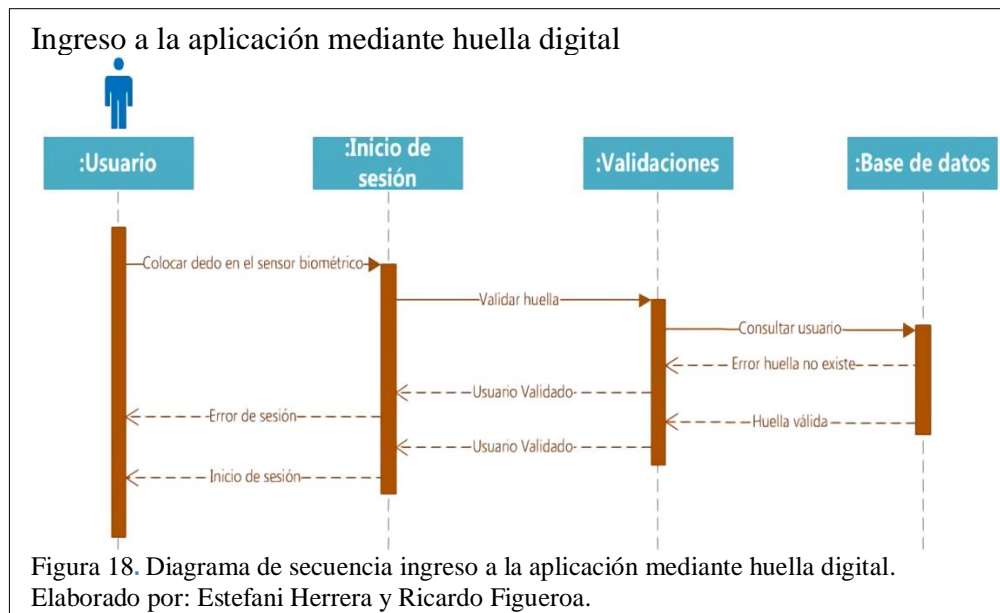 Ingreso a la aplicación mediante huella digital
:Usuario
:Inicio de
sesión
:Validaciones
:Base de datos
Colocar dedo en el sensor biométrico
Validar huella
Consultar usuario
Error huella no existe
Usuario Validado
Error de sesión
Huella válida
Usuario Validado
Inicio de sesión
Figura 18. Diagrama de secuencia ingreso a la aplicación mediante huella digital.
Elaborado por: Estefani Herrera y Ricardo Figueroa.